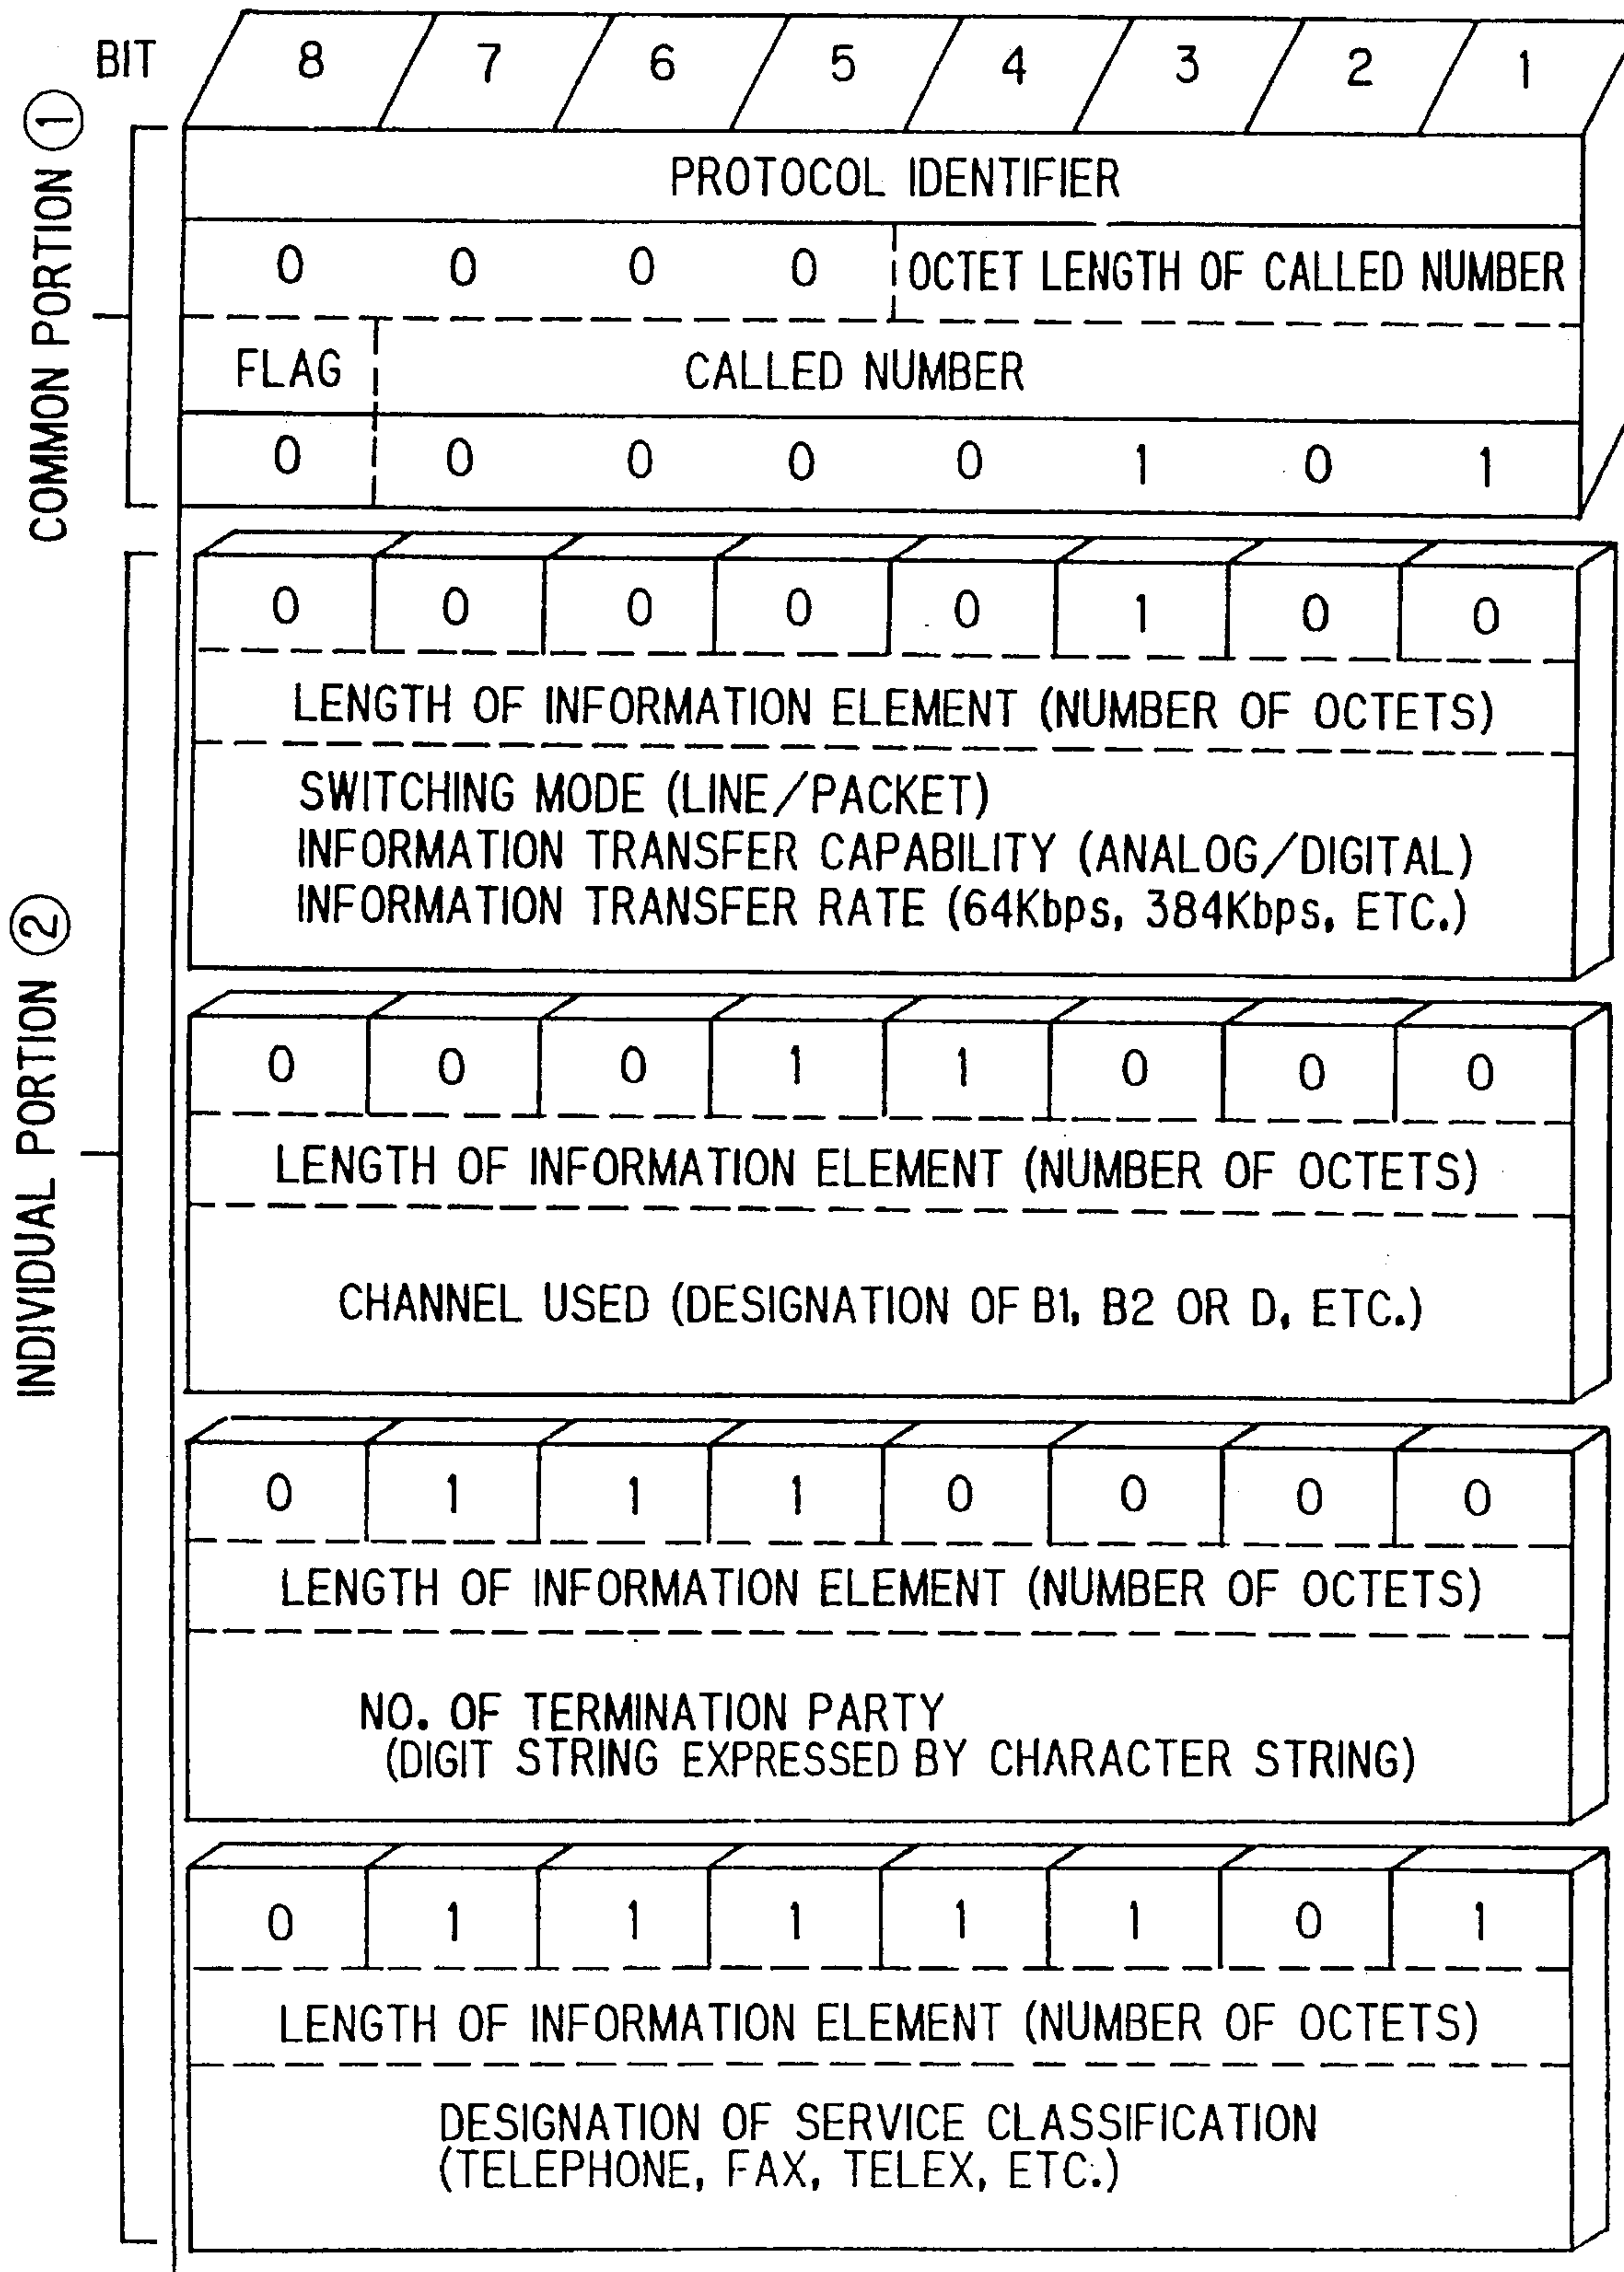 BIT 8 7 6 5 4 3 2 1
COMMON PORTION ①
PROTOCOL IDENTIFIER
0 0 0 0 OCTET LENGTH OF CALLED NUMBER
FLAG CALLED NUMBER
0 0 0 0 0 1 0 1
INDIVIDUAL PORTION ②
0 0 0 0 0 1 0 0
LENGTH OF INFORMATION ELEMENT (NUMBER OF OCTETS)
SWITCHING MODE (LINE/PACKET)
INFORMATION TRANSFER CAPABILITY (ANALOG/DIGITAL)
INFORMATION TRANSFER RATE (64Kbps, 384Kbps, ETC.)
0 0 0 1 1 0 0 0
LENGTH OF INFORMATION ELEMENT (NUMBER OF OCTETS)
CHANNEL USED (DESIGNATION OF B1, B2 OR D, ETC.)
0 1 1 1 0 0 0 0
LENGTH OF INFORMATION ELEMENT (NUMBER OF OCTETS)
NO. OF TERMINATION PARTY
(DIGIT STRING EXPRESSED BY CHARACTER STRING)
0 1 1 1 1 1 0 1
LENGTH OF INFORMATION ELEMENT (NUMBER OF OCTETS)
DESIGNATION OF SERVICE CLASSIFICATION
(TELEPHONE, FAX, TELEX, ETC.)